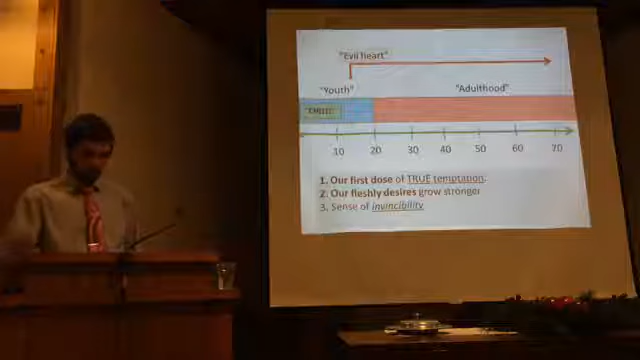 "Evil heart"
"Youth" "Adulthood"
CHILD
10 20 30 40 50 60 70
1. Our first dose of TRUE temptation.
2. Our fleshly desires grow stronger
3. Sense of invincibility